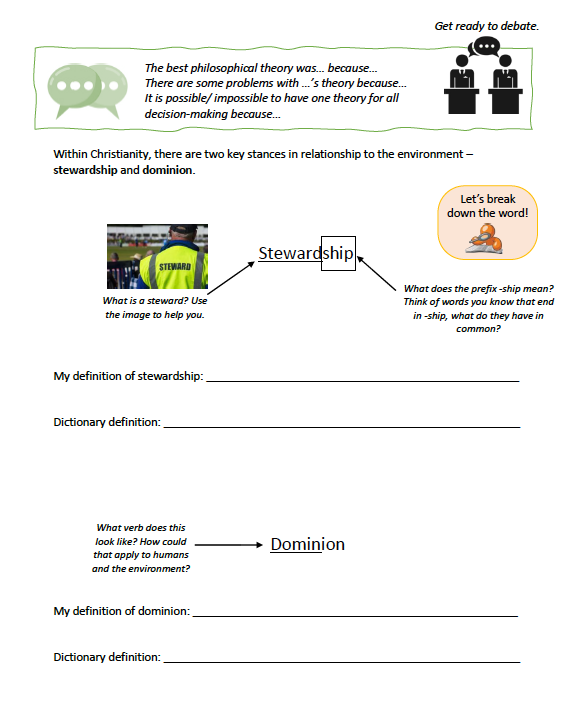 Get ready to debate.
The best philosophical theory was... because...
There are some problems with ...'s theory because...
It is possible/ impossible to have one theory for all
decision-making because...
Within Christianity, there are two key stances in relationship to the environment –
stewardship and dominion.
Let's break
down the word!
STEWARD
Stewardship
What is a steward? Use
the image to help you.
What does the prefix -ship mean?
Think of words you know that end
in -ship, what do they have in
common?
My definition of stewardship: ________________
Dictionary definition: ________________
What verb does this
look like? How could
that apply to humans
and the environment?
Dominion
My definition of dominion: ________________
Dictionary definition: ________________